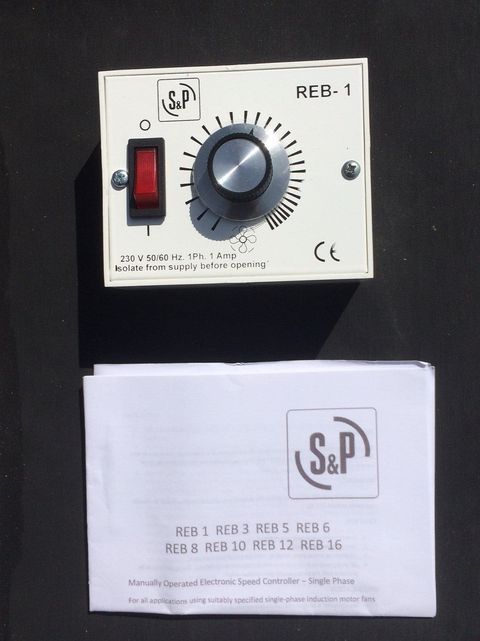 S&P
REB- 1
O
I
230 V 50/60 Hz. 1Ph. 1 Amp
Isolate from supply before opening
CE
S&P
REB 1 REB 3 REB 5 REB 6
REB 8 REB 10 REB 12 REB 16
Manually Operated Electronic Speed Controller – Single Phase
For all applications using suitably specified single-phase induction motor fans